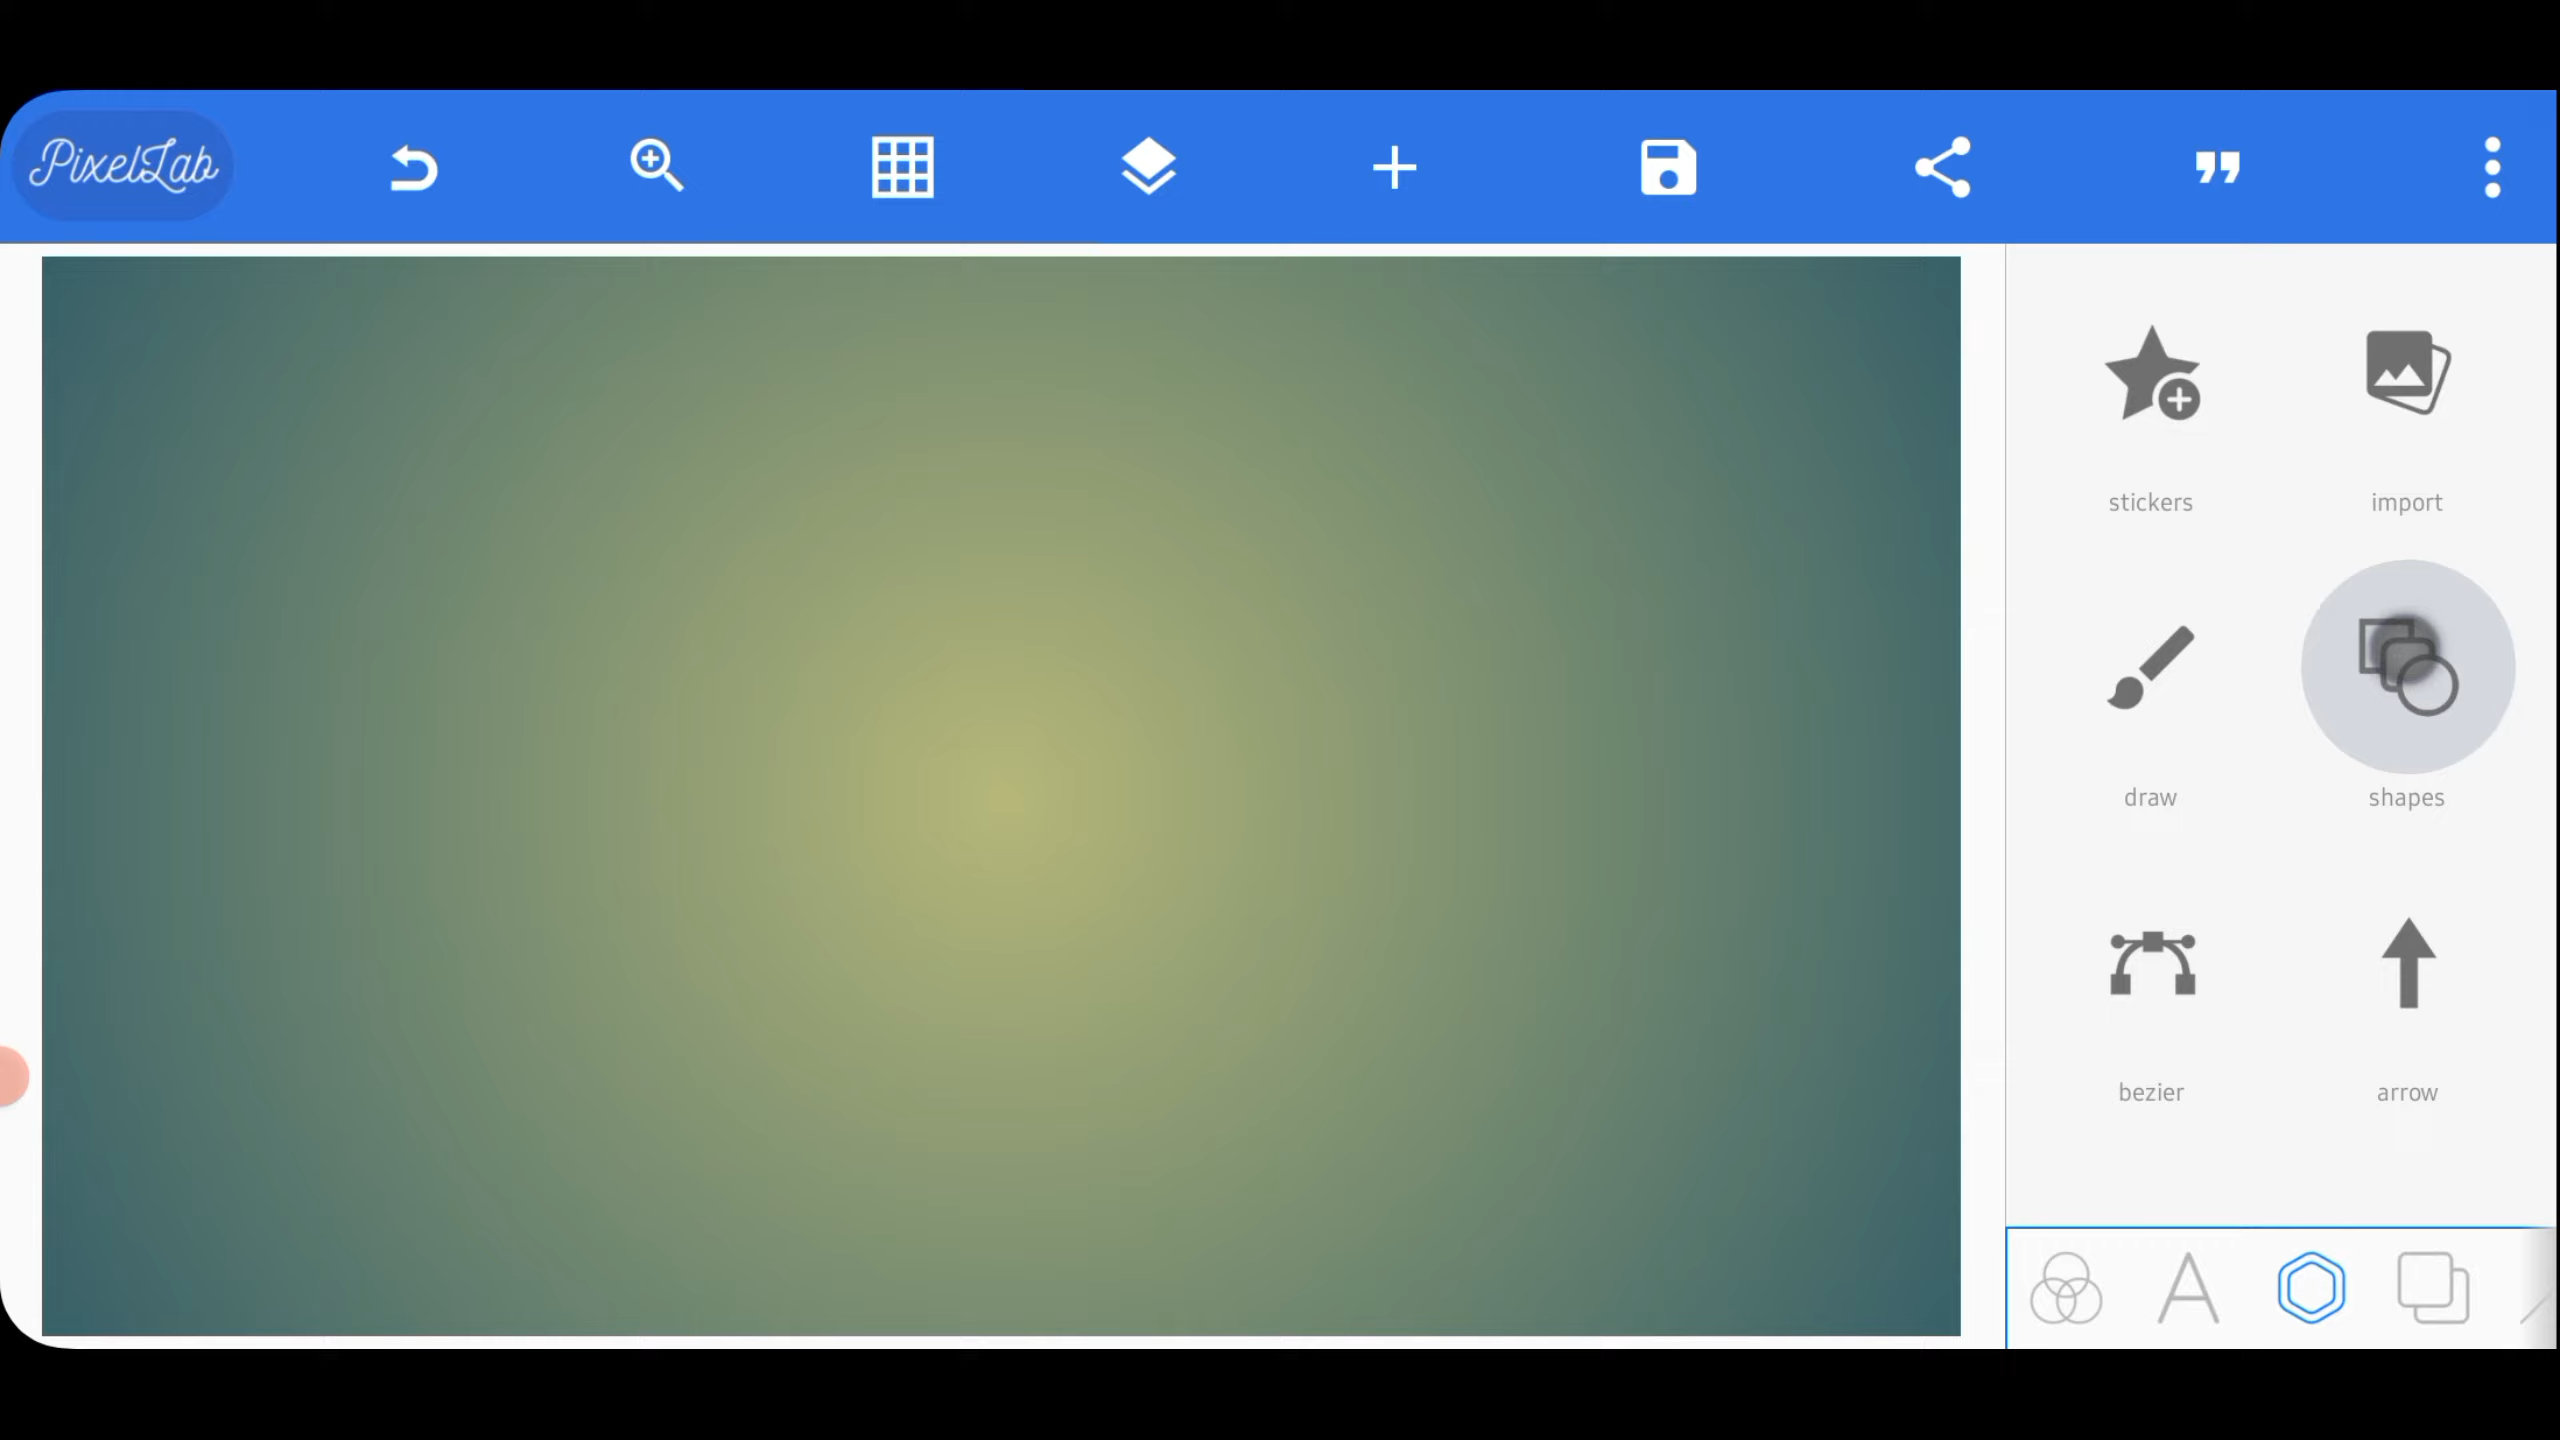 PixelLab
stickers
import
draw
shapes
bezier
arrow